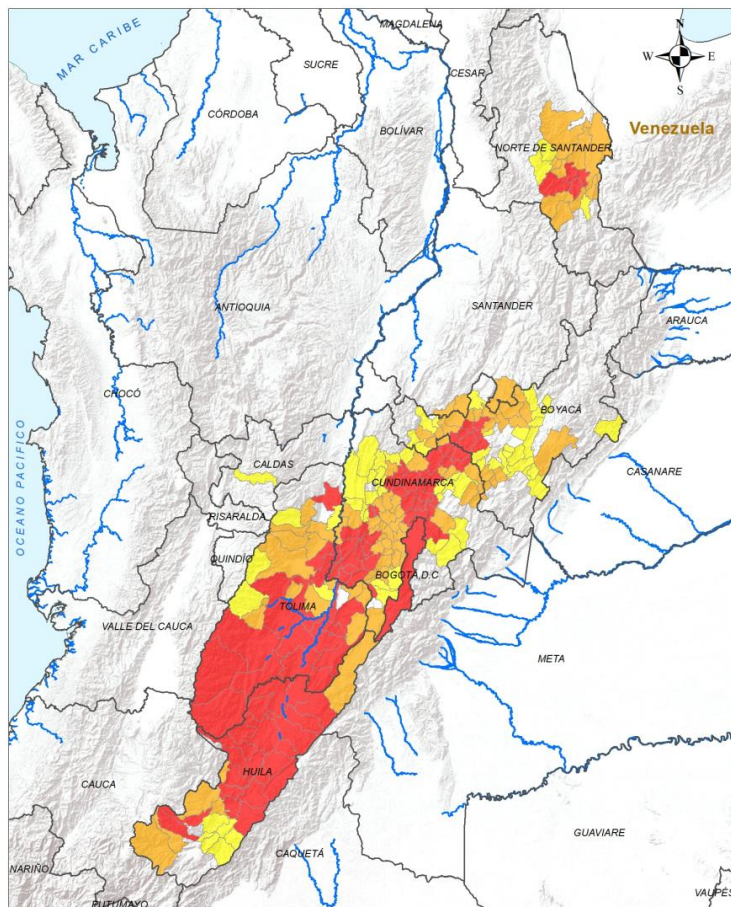 MAGDALENA
N
MAR CARIBE
SUCRE
CESAR
W
E
S
CÓRDOBA
BOLÍVAR
Venezuela
NORTE DE SANTANDER
ANTIOQUIA
SANTANDER
ARAUCA
CHOCÓ
BOYACÁ
OCEANO PACIFICO
CALDAS
CUNDINAMARCA
CASANARE
RISARALDA
QUINDÍO
BOGOTÁ, D.C
TOLIMA
VALLE DEL CAUCA
META
HUILA
CAUCA
GUAVIARE
CAQUETÁ
NARIÑO
PUTUMAYO
VAUPÉS